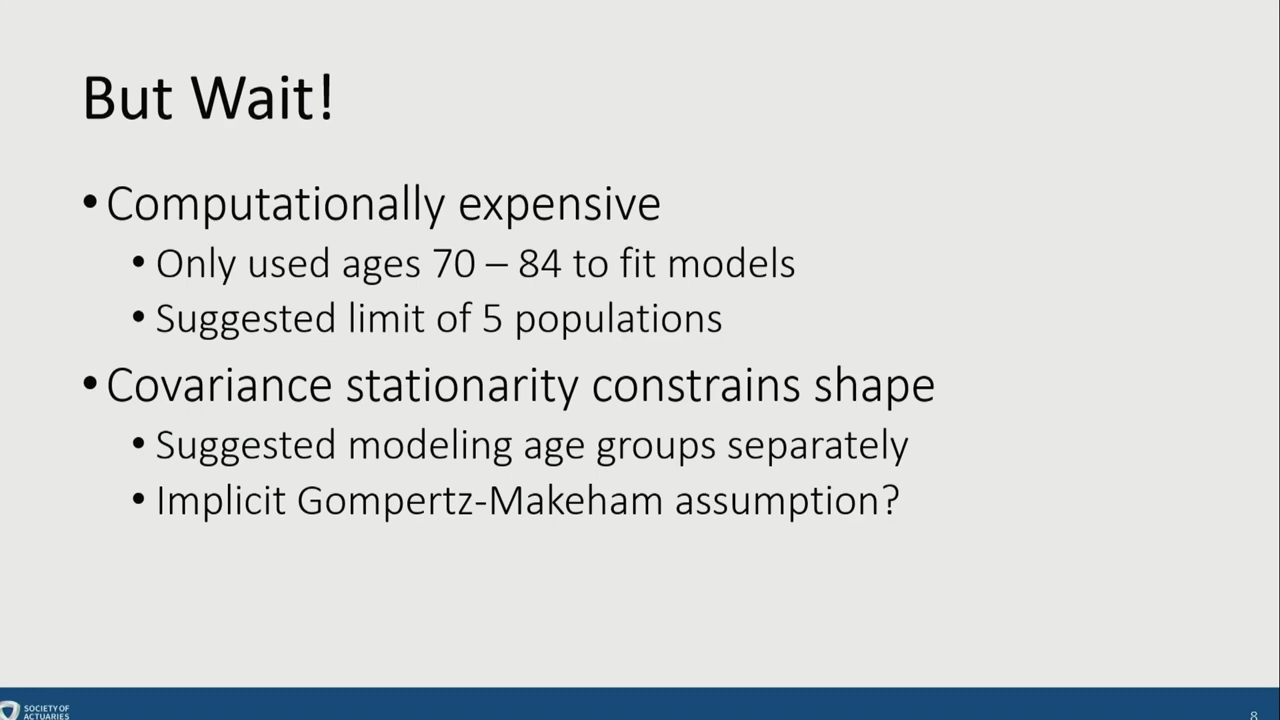 But Wait!
• Computationally expensive
• Only used ages 70 – 84 to fit models
• Suggested limit of 5 populations
• Covariance stationarity constrains shape
• Suggested modeling age groups separately
• Implicit Gompertz-Makeham assumption?
SOCIETY OF
ACTUARIES
8